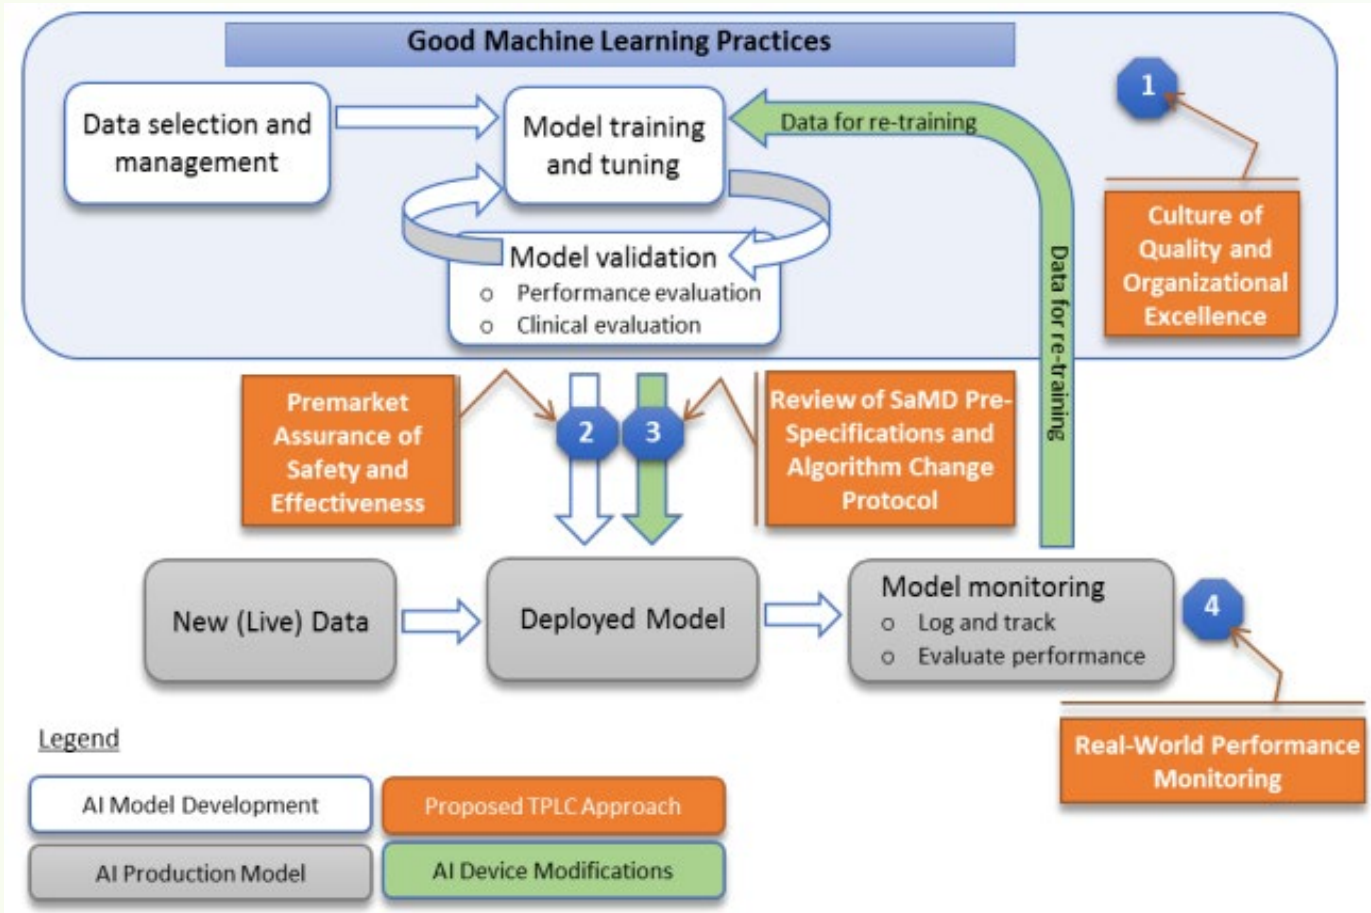 Good Machine Learning Practices
Data selection and
management
Model training
and tuning
Data for re-training
1
Culture of
Quality and
Organizational
Excellence
Model validation
o Performance evaluation
o Clinical evaluation
Data for re-training
Premarket
Assurance of
Safety and
Effectiveness
2
3
Review of SaMD Pre-
Specifications and
Algorithm Change
Protocol
New (Live) Data
Deployed Model
Model monitoring
o Log and track
o Evaluate performance
4
Real-World Performance
Monitoring
Legend
AI Model Development
Proposed TPLC Approach
AI Production Model
AI Device Modifications